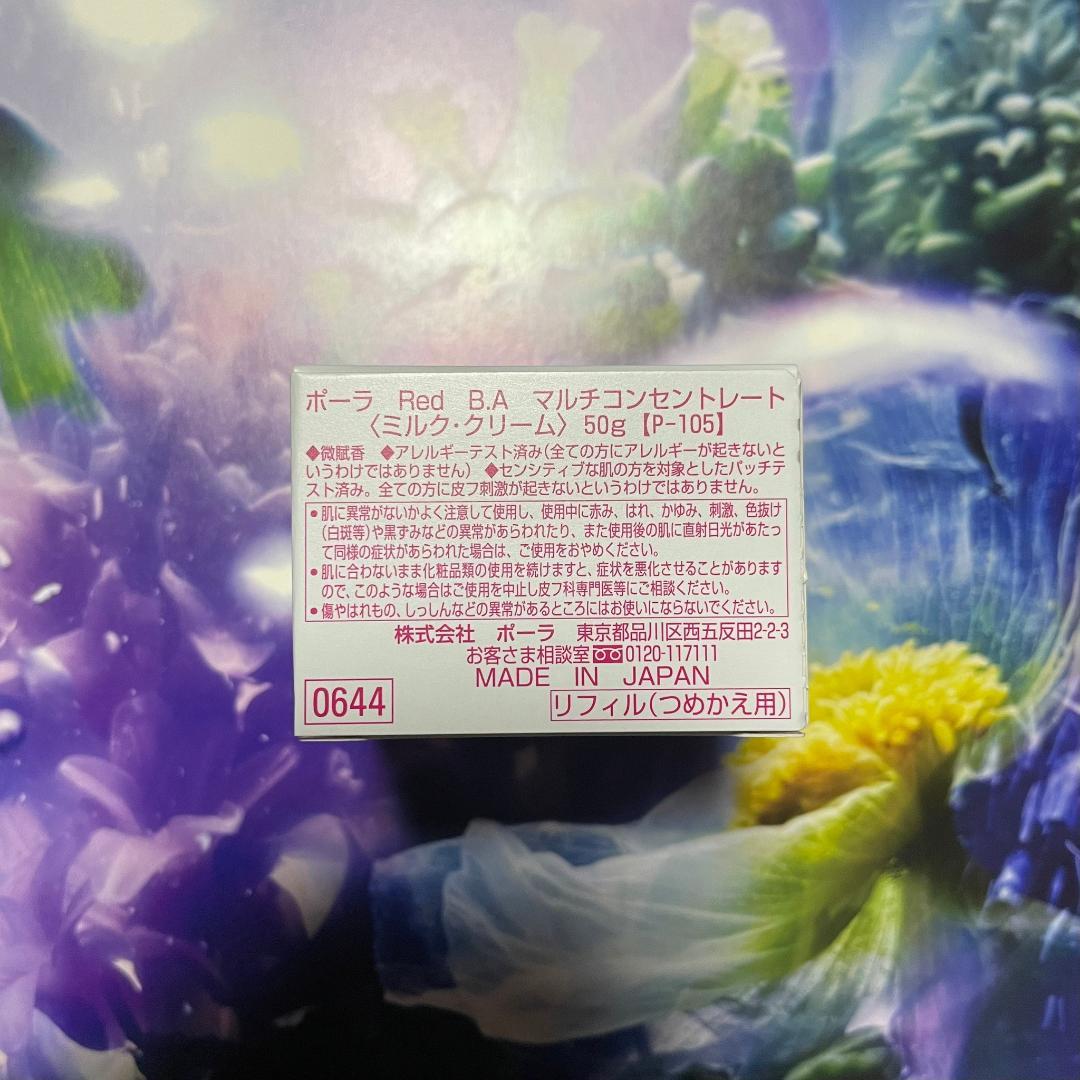 ポーラ Red B.A マルチコンセントレート
〈ミルク・クリーム〉 50g【P-105】
◆微賦香 ◆アレルギーテスト済み(全ての方にアレルギーが起きないと
いうわけではありません) ◆センシティブな肌の方を対象としたパッチテ
スト済み。全ての方に皮フ刺激が起きないというわけではありません。
●肌に異常がないかよく注意して使用し、使用中に赤み、はれ、かゆみ、刺激、色抜け
(白斑等)や黒ずみなどの異常があらわれたり、また使用後の肌に直射日光があたっ
て同様の症状があらわれた場合は、ご使用をおやめください。
●肌に合わないまま化粧品類の使用を続けますと、症状を悪化させることがあります
ので、このような場合はご使用を中止し皮フ科専門医等にご相談ください。
●傷やはれもの、しっしんなどの異常があるところにはお使いにならないでください。
株式会社 ポーラ 東京都品川区西五反田2-2-3
お客さま相談室 0120-117111
MADE IN JAPAN
0644
リフィル(つめかえ用)